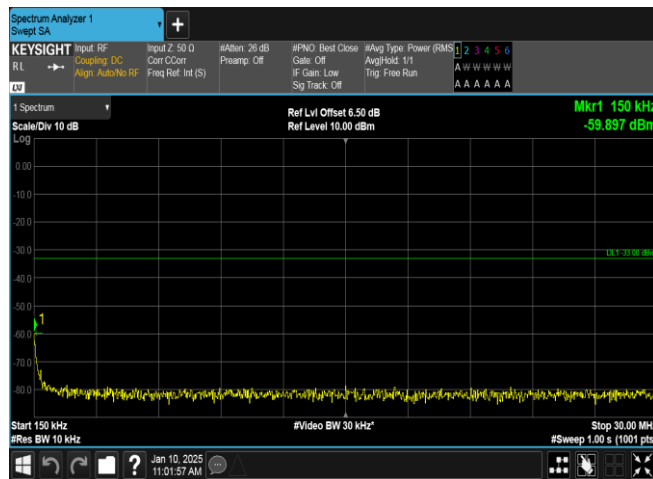 Spectrum Analyzer 1
Swept SA
+
KEYSIGHT
RL
LXI
Input: RF
Coupling: DC
Align: Auto/No RF
Input Z: 50 Ω
Corr CCorr
Freq Ref: Int (S)
#Atten: 26 dB
Preamp: Off
#PNO: Best Close
Gate: Off
IF Gain: Low
Sig Track: Off
#Avg Type: Power (RMS
Avg|Hold: 1/1
Trig: Free Run
1 2 3 4 5 6
A W W W W W
A A A A A A
1 Spectrum
Scale/Div 10 dB
Log
Ref Lvl Offset 6.50 dB
Ref Level 10.00 dBm
Mkr1 150 kHz
-59.897 dBm
0.00
-10.0
-20.0
-30.0
DL1 -33.00 dBm
-40.0
-50.0
1
-60.0
-70.0
-80.0
Start 150 kHz
#Video BW 30 kHz*
Stop 30.00 MHz
#Res BW 10 kHz
#Sweep 1.00 s (1001 pts
?
Jan 10, 2025
11:01:57 AM